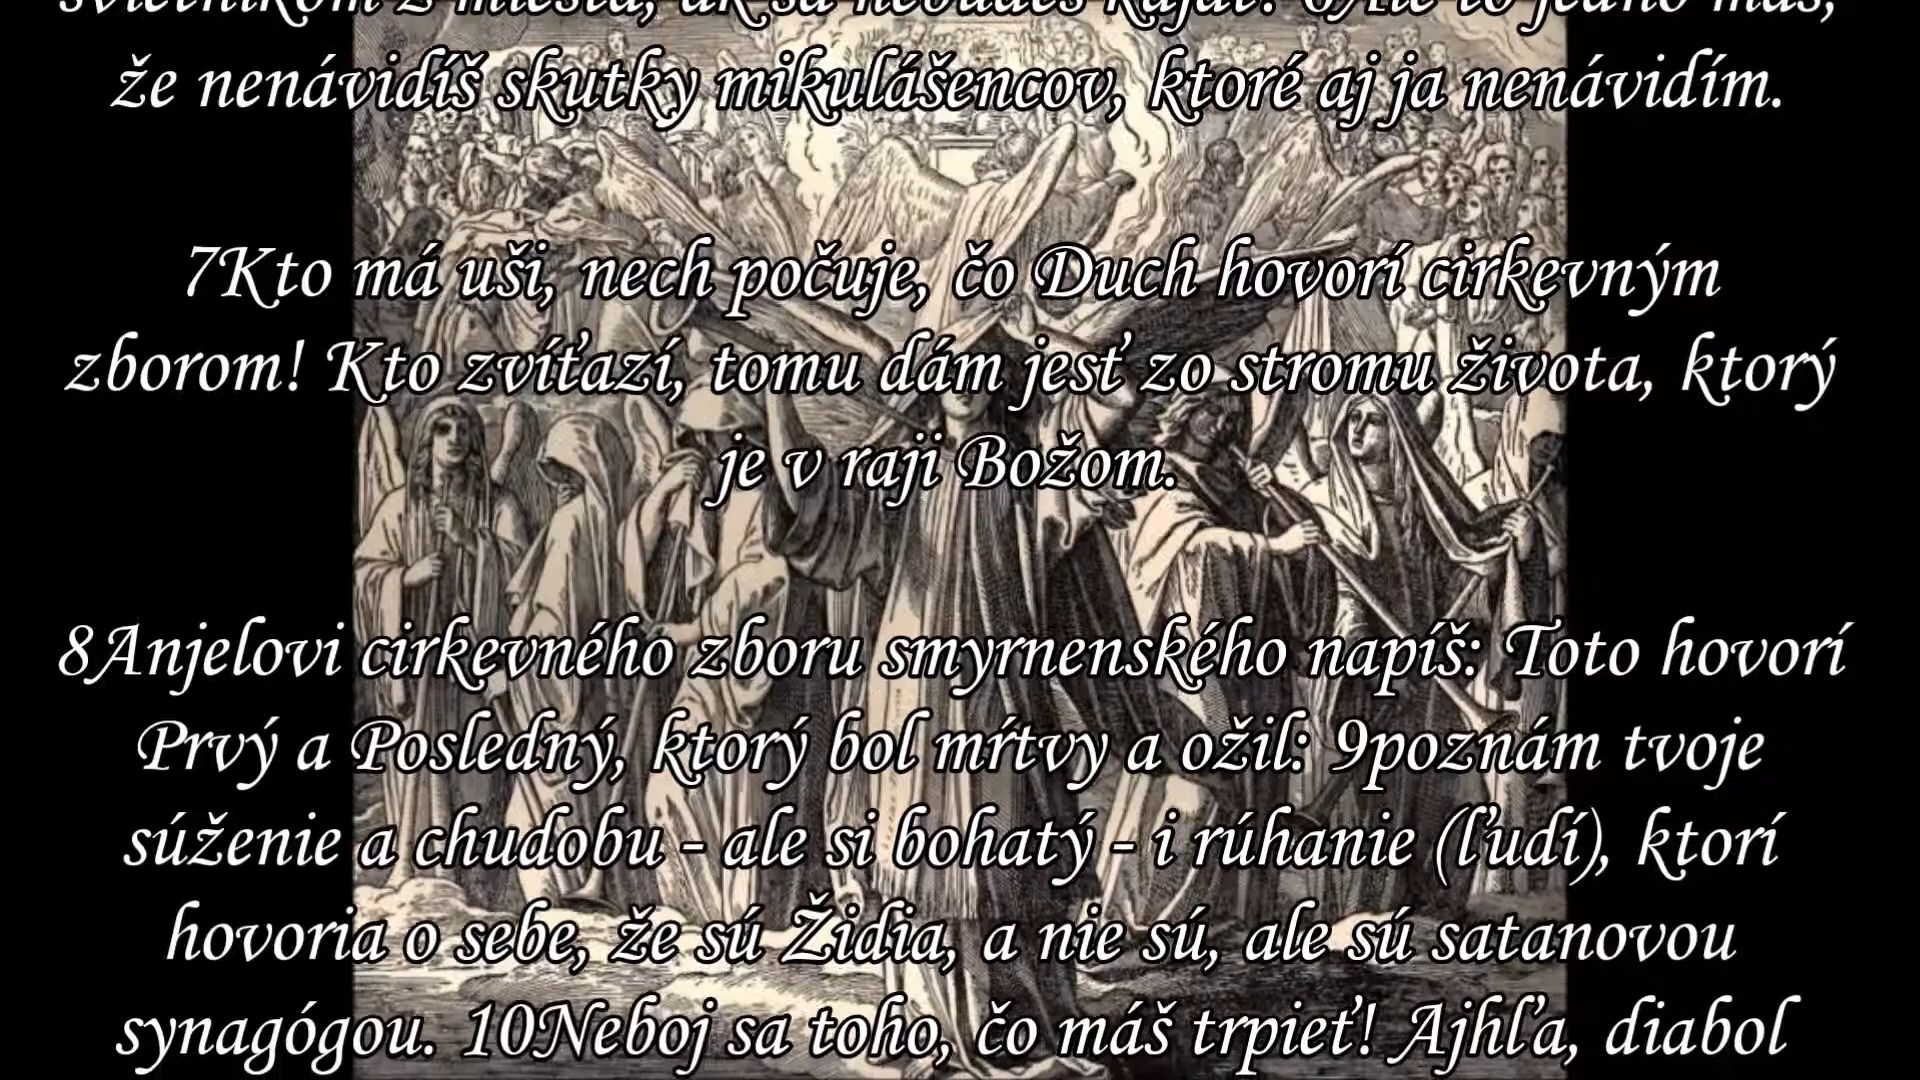 že nenávidíš skutky mikulášencov, ktoré aj ja nenávidím.
7Kto má uši, nech počuje, čo Duch hovorí cirkevným
zborom! Kto zvíťazí, tomu dám jesť zo stromu života, ktorý
je v raji Božom.
8Anjelovi cirkevného zboru smyrnenského napíš: Toto hovorí
Prvý a Posledný, ktorý bol mŕtvy a ožil: 9poznám tvoje
súženie a chudobu - ale si bohatý - i rúhanie (ľudí), ktorí
hovoria o sebe, že sú Židia, a nie sú, ale sú satanovou
synagógou. 10Neboj sa toho, čo máš trpieť! Ajhľa, diabol